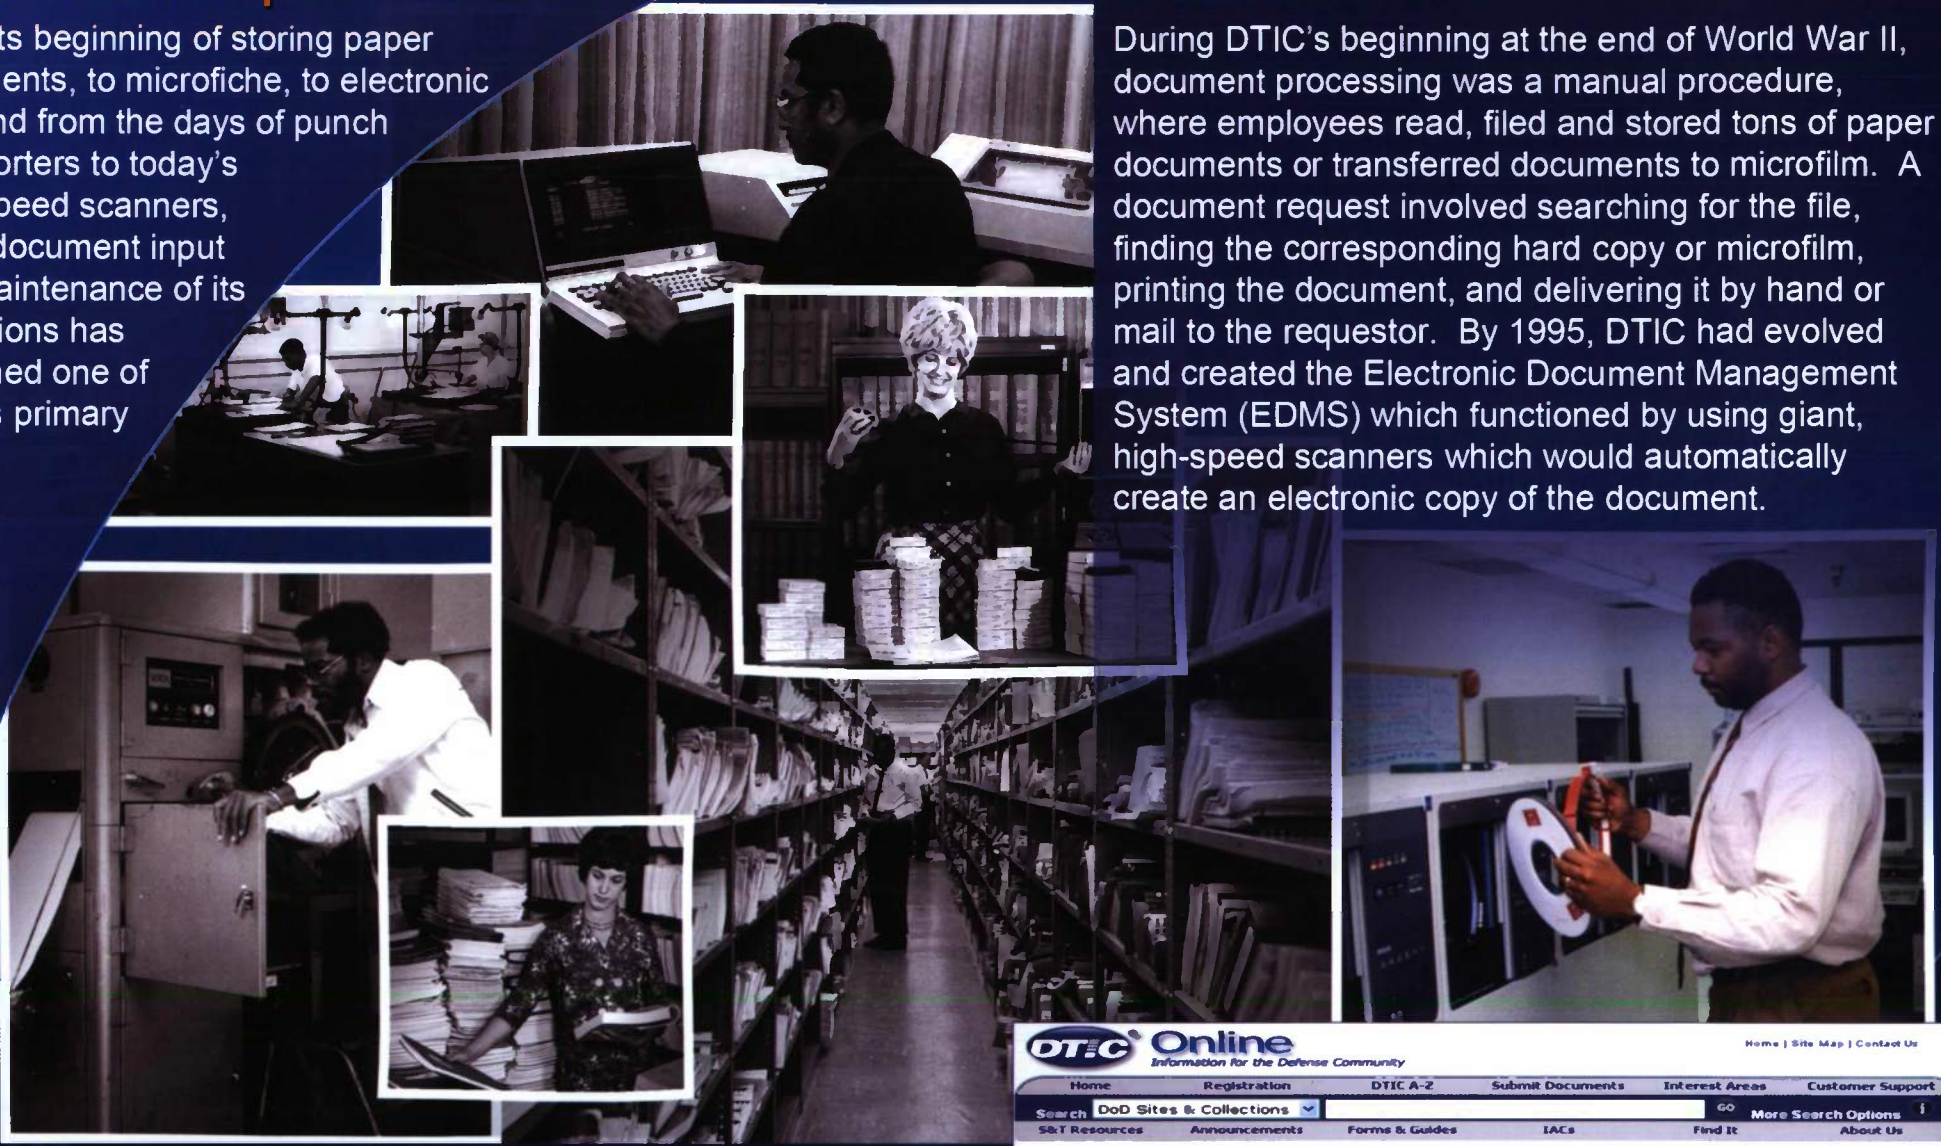 ts beginning of storing paper
ents, to microfiche, to electronic
nd from the days of punch
orters to today's
peed scanners,
document input
aintenance of its
ions has
ned one of
s primary
During DTIC's beginning at the end of World War II,
document processing was a manual procedure,
where employees read, filed and stored tons of paper
documents or transferred documents to microfilm. A
document request involved searching for the file,
finding the corresponding hard copy or microfilm,
printing the document, and delivering it by hand or
mail to the requestor. By 1995, DTIC had evolved
and created the Electronic Document Management
System (EDMS) which functioned by using giant,
high-speed scanners which would automatically
create an electronic copy of the document.
DTIC Online
Information for the Defense Community
Home | Site Map | Contact Us
Home Registration DTIC A-Z Submit Documents Interest Areas Customer Support
Search DoD Sites & Collections GO More Search Options
S&T Resources Announcements Forms & Guides IACs Find It About Us